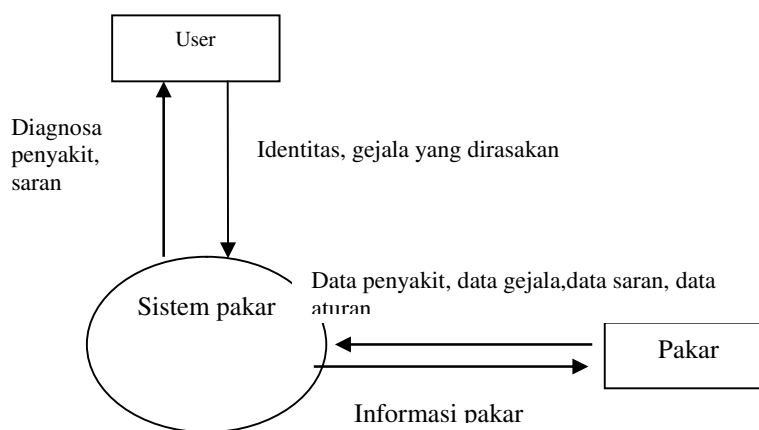 User
Diagnosa
penyakit,
saran
Identitas, gejala yang dirasakan
Data penyakit, data gejala,data saran, data
aturan
Sistem pakar
Pakar
Informasi pakar